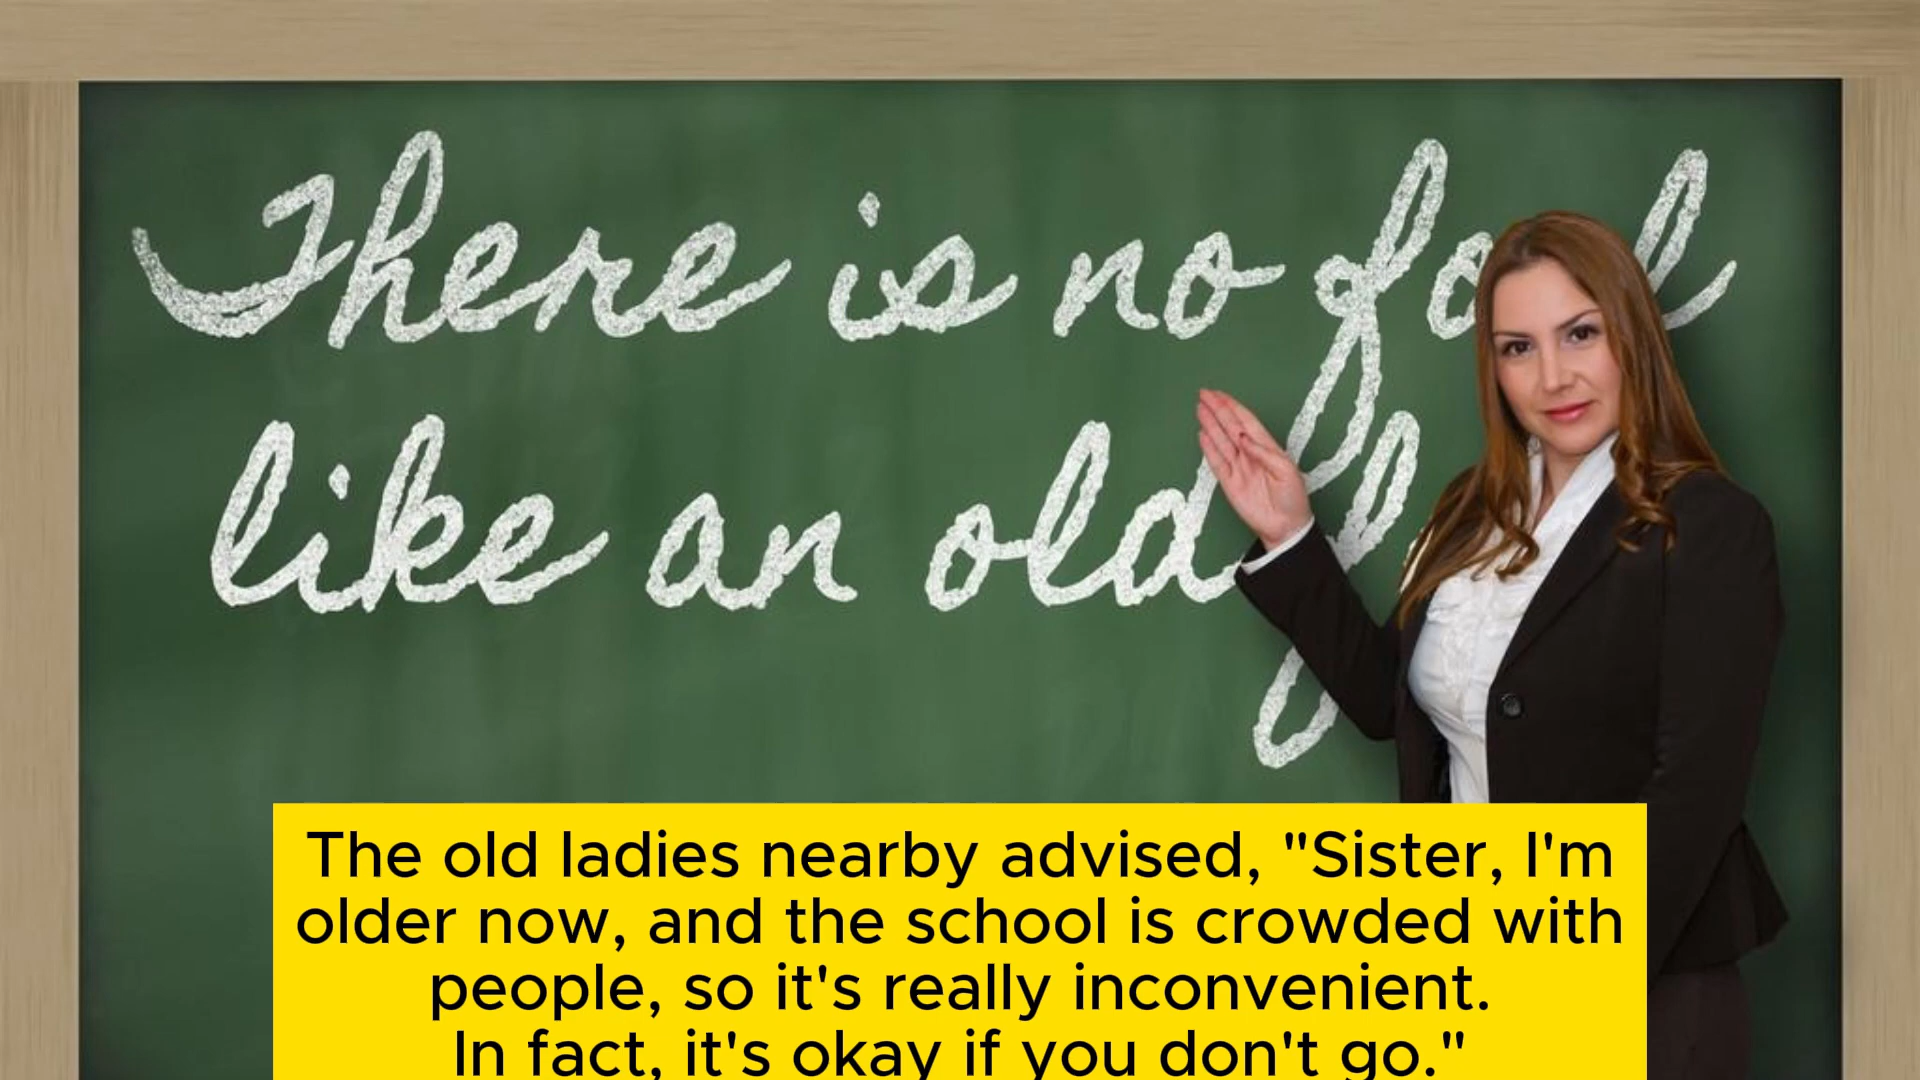 There is no fool
like an old f
The old ladies nearby advised, "Sister, I'm
older now, and the school is crowded with
people, so it's really inconvenient.
In fact, it's okay if you don't go."